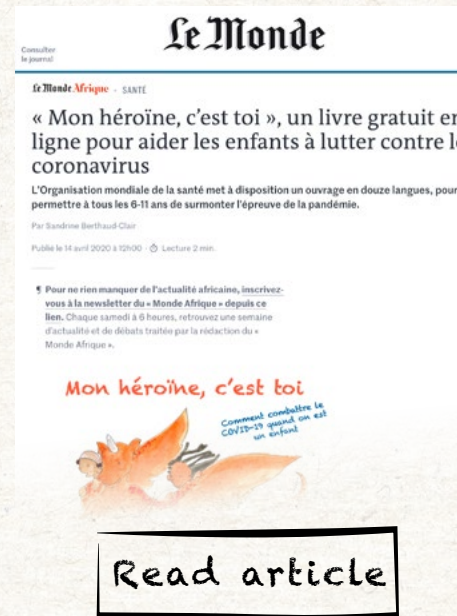 Consulter
le journal
Le Monde
Le Monde Afrique - SANTÉ
« Mon héroïne, c’est toi », un livre gratuit en
ligne pour aider les enfants à lutter contre le
coronavirus
L’Organisation mondiale de la santé met à disposition un ouvrage en douze langues, pour
permettre à tous les 6-11 ans de surmonter l’épreuve de la pandémie.
Par Sandrine Berthaud-Clair
Publié le 14 avril 2020 à 12h00 - Lecture 2 min.
¶ Pour ne rien manquer de l’actualité africaine, inscrivez-
vous à la newsletter du « Monde Afrique » depuis ce
lien. Chaque samedi à 6 heures, retrouvez une semaine
d’actualité et de débats traitée par la rédaction du «
Monde Afrique ».
Mon héroïne, c’est toi
Comment combattre le
COVID-19 quand on est
un enfant
Read article